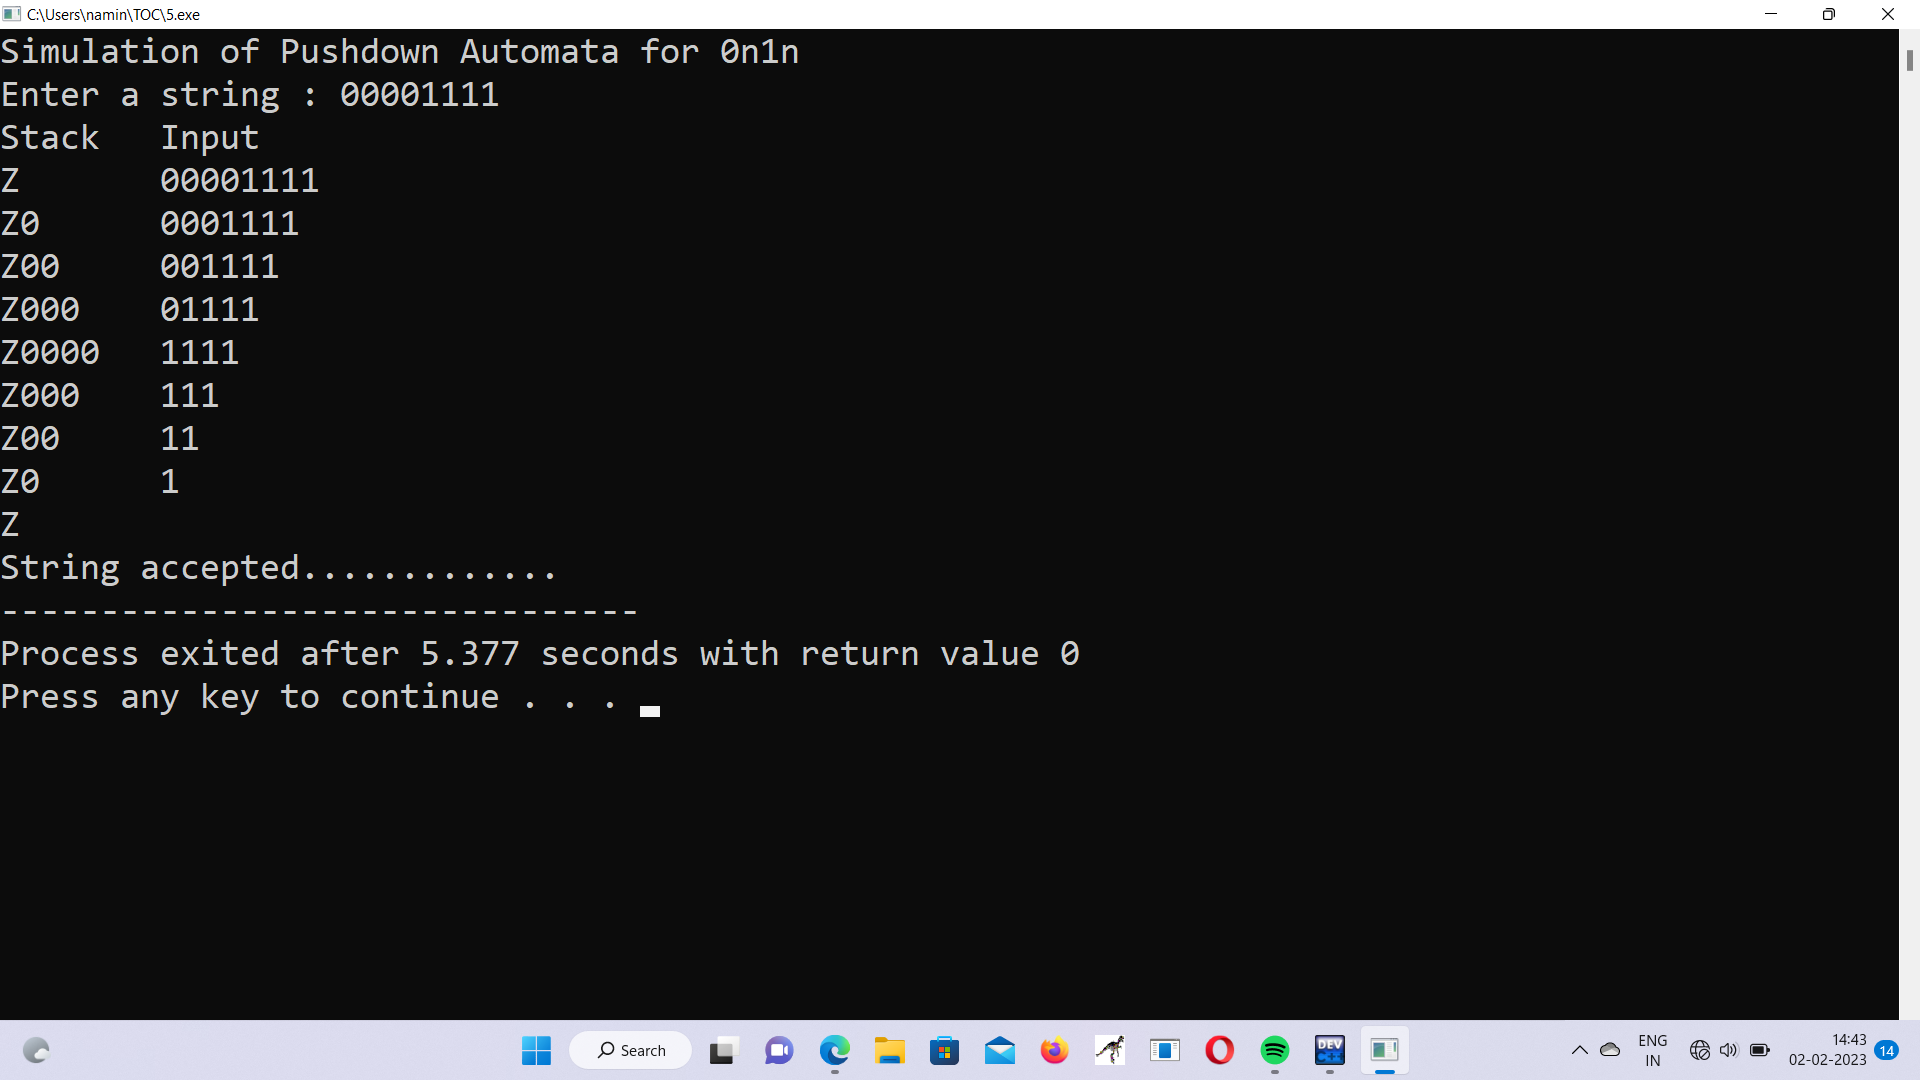 C:\Users\namin\TOC\5.exe
Simulation of Pushdown Automata for 0n1n
Enter a string : 00001111
Stack   Input
Z       00001111
Z0      0001111
Z00     001111
Z000    01111
Z0000   1111
Z000    111
Z00     11
Z0      1
Z
String accepted.............
--------------------------------
Process exited after 5.377 seconds with return value 0
Press any key to continue . . .
Search
DEV
C++
ENG
IN
14:43
02-02-2023
14